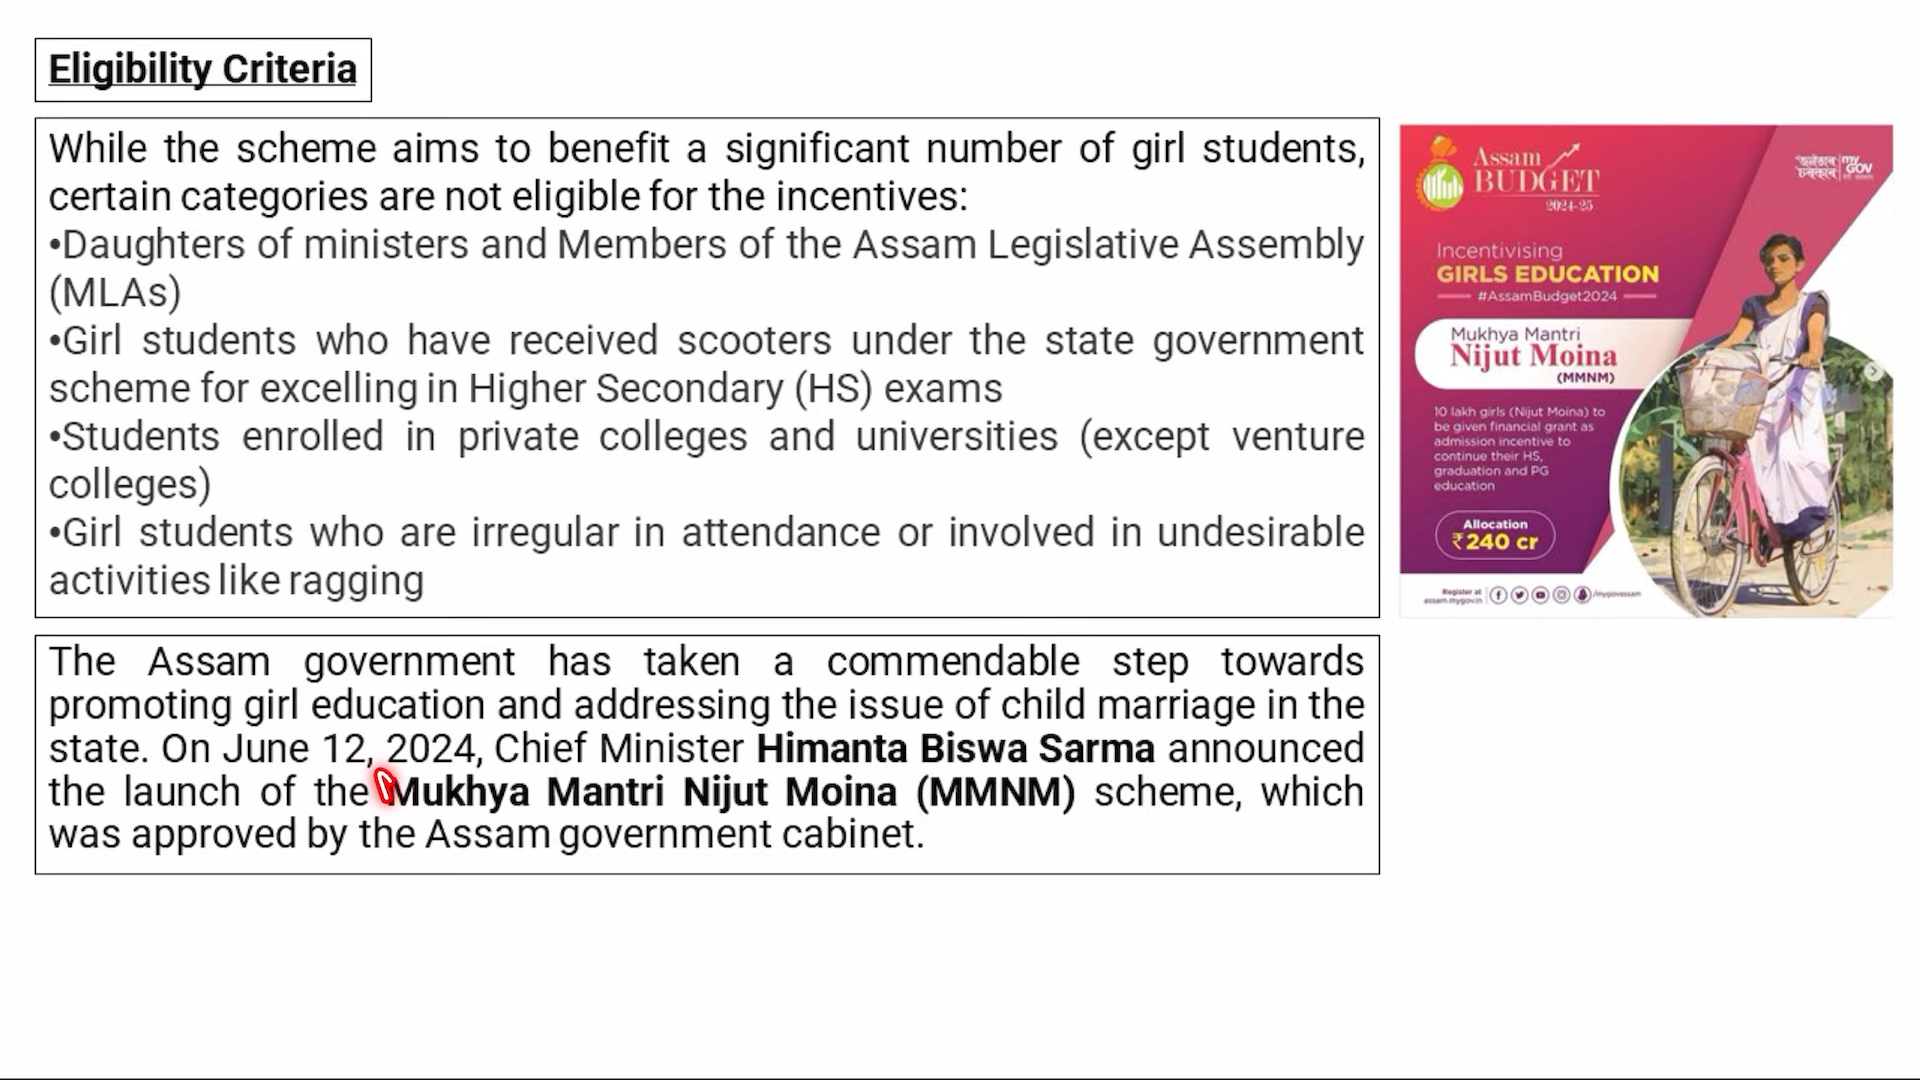 Eligibility Criteria
While the scheme aims to benefit a significant number of girl students,
certain categories are not eligible for the incentives:
•Daughters of ministers and Members of the Assam Legislative Assembly
(MLAs)
•Girl students who have received scooters under the state government
scheme for excelling in Higher Secondary (HS) exams
•Students enrolled in private colleges and universities (except venture
colleges)
•Girl students who are irregular in attendance or involved in undesirable
activities like ragging
The Assam government has taken a commendable step towards
promoting girl education and addressing the issue of child marriage in the
state. On June 12, 2024, Chief Minister Himanta Biswa Sarma announced
the launch of the Mukhya Mantri Nijut Moina (MMNM) scheme, which
was approved by the Assam government cabinet.
Assam
BUDGET
2024-25
my
GOV
Incentivising
GIRLS EDUCATION
#AssamBudget2024
Mukhya Mantri
Nijut Moina
(MMNM)
10 lakh girls (Nijut Moina) to
be given financial grant as
admission incentive to
continue their HS,
graduation and PG
education
Allocation
₹240 cr
Register at
assam.mygov.in
/mygovassam